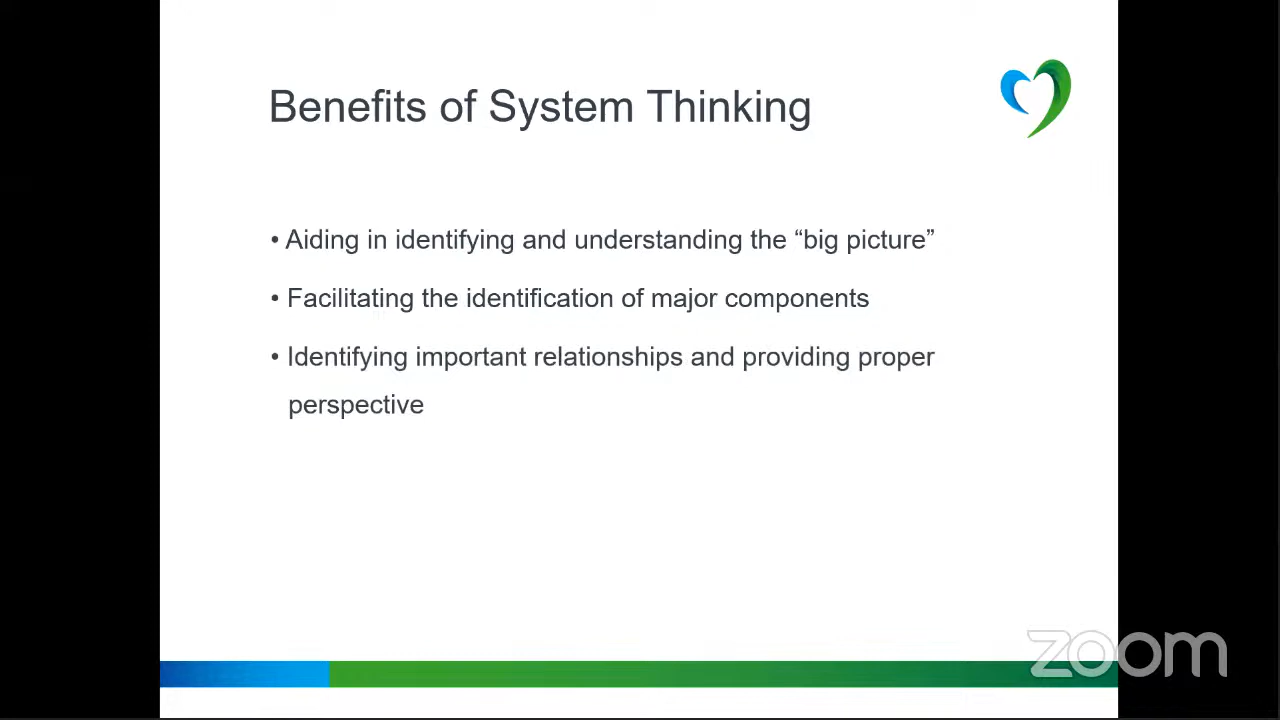 Benefits of System Thinking
• Aiding in identifying and understanding the “big picture”
• Facilitating the identification of major components
• Identifying important relationships and providing proper
perspective
zoom